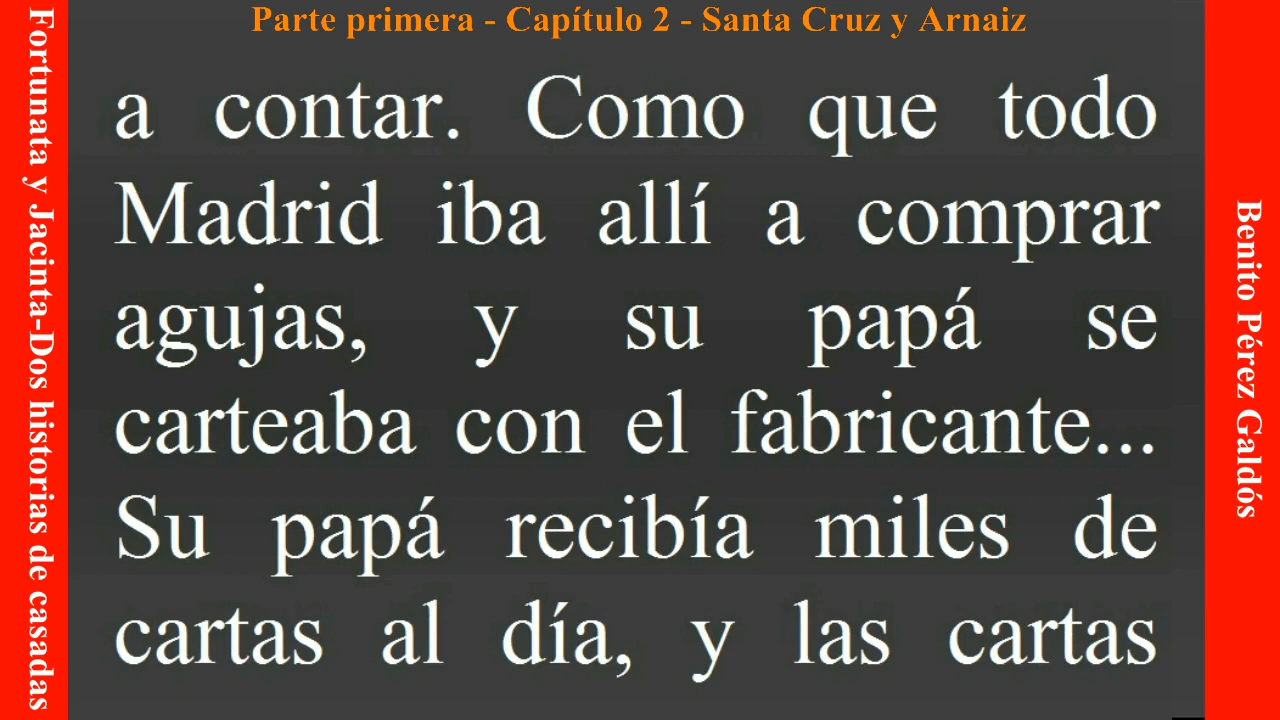 Parte primera - Capítulo 2 - Santa Cruz y Arnaiz
Fortunata y Jacinta-Dos historias de casadas
a contar. Como que todo
Madrid iba allí a comprar
agujas, y su papá se
carteaba con el fabricante...
Su papá recibía miles de
cartas al día, y las cartas
Benito Pérez Galdós